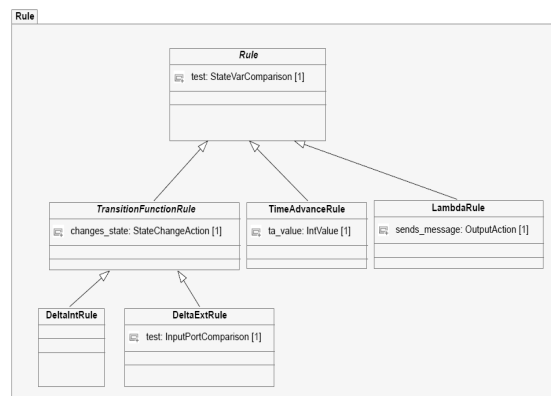 Rule
Rule
test: StateVarComparison [1]
TransitionFunctionRule
changes_state: StateChangeAction [1]
TimeAdvanceRule
ta_value: IntValue [1]
LambdaRule
sends_message: OutputAction [1]
DeltaIntRule
DeltaExtRule
test: InputPortComparison [1]